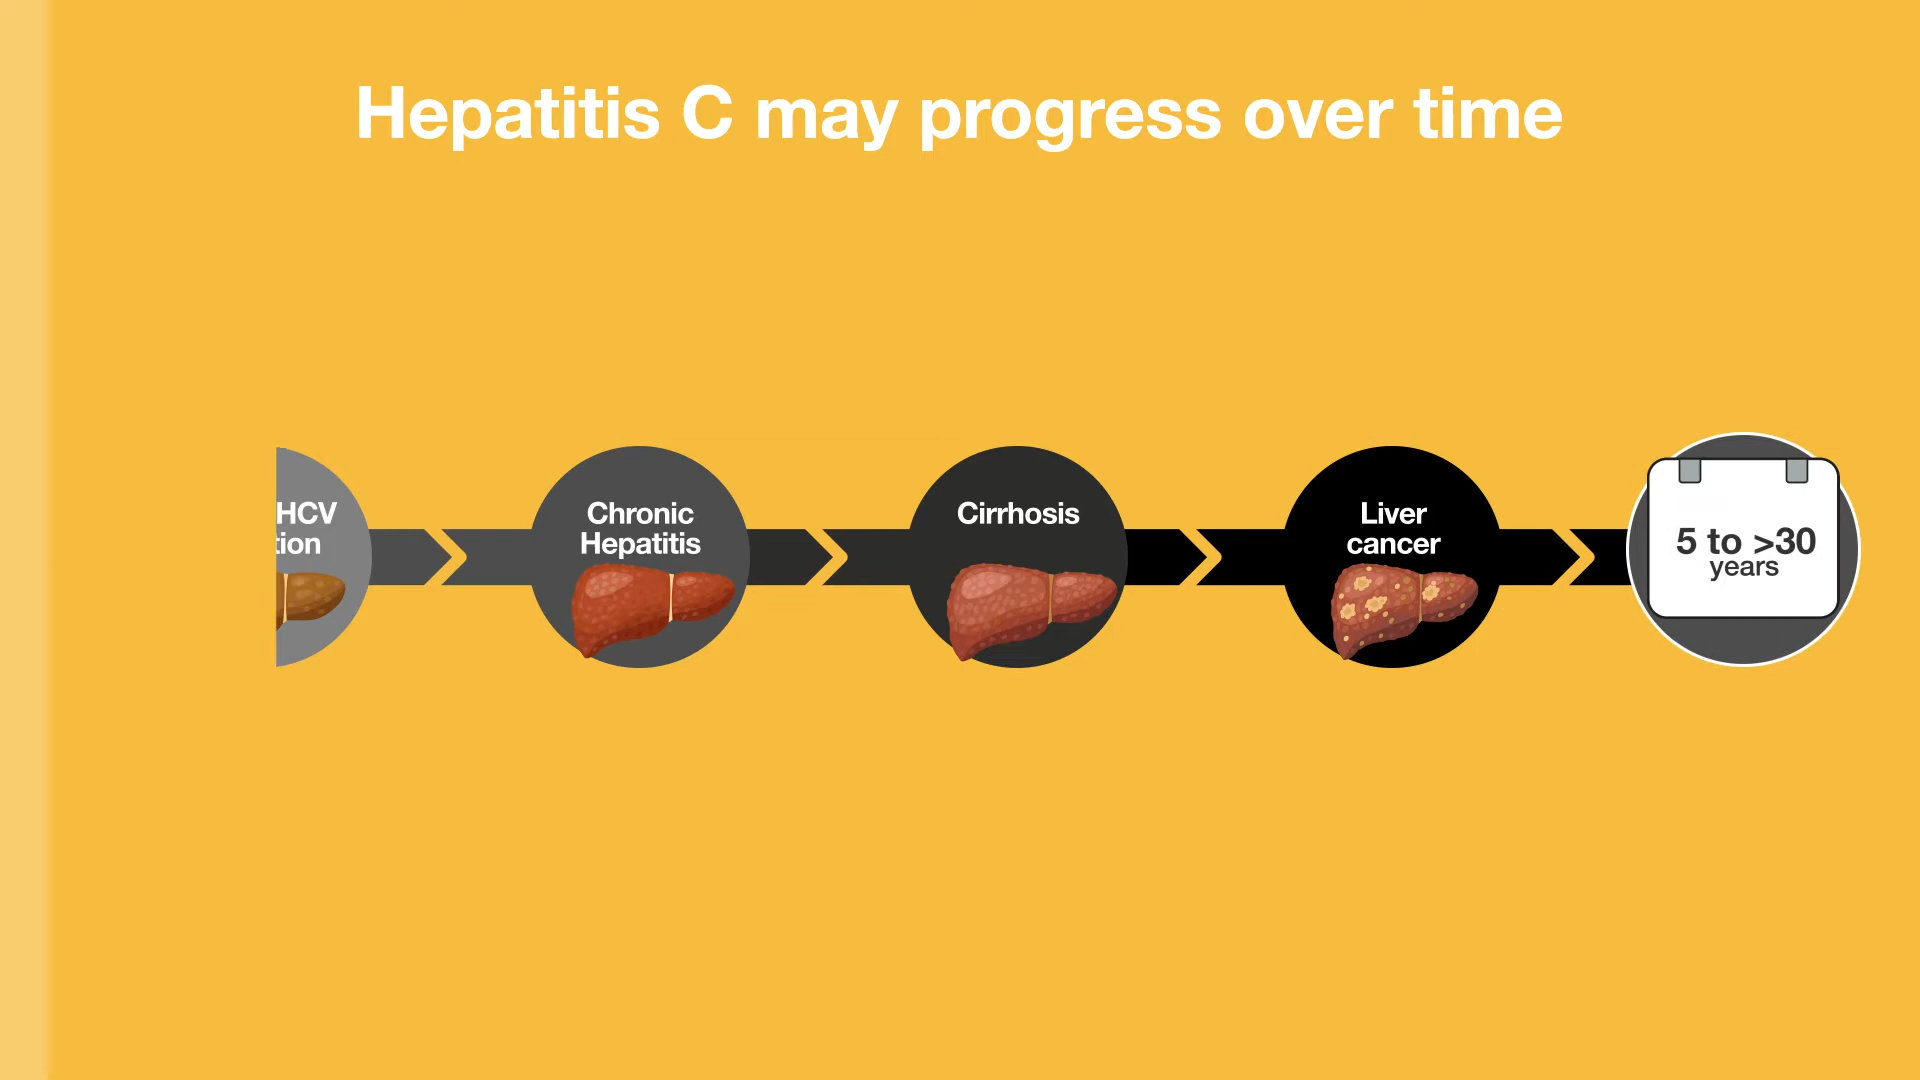 Hepatitis C may progress over time
HCV
tion
Chronic
Hepatitis
Cirrhosis
Liver
cancer
5 to >30
years